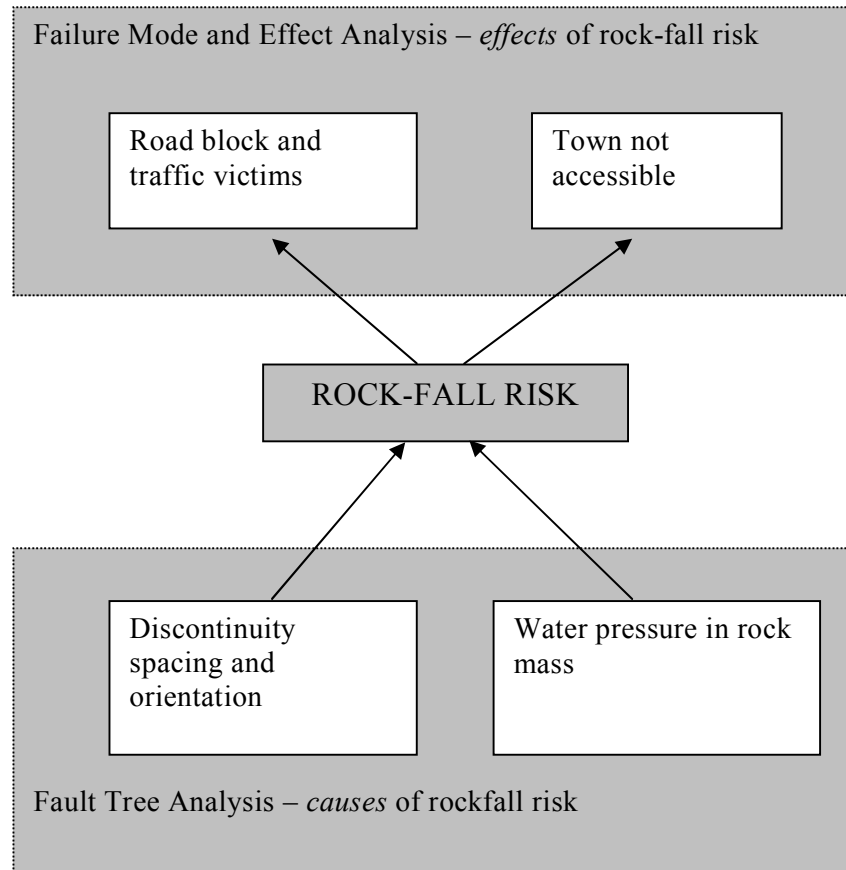 Failure Mode and Effect Analysis – effects of rock-fall risk
Road block and
traffic victims
Town not
accessible
ROCK-FALL RISK
Discontinuity
spacing and
orientation
Water pressure in rock
mass
Fault Tree Analysis – causes of rockfall risk